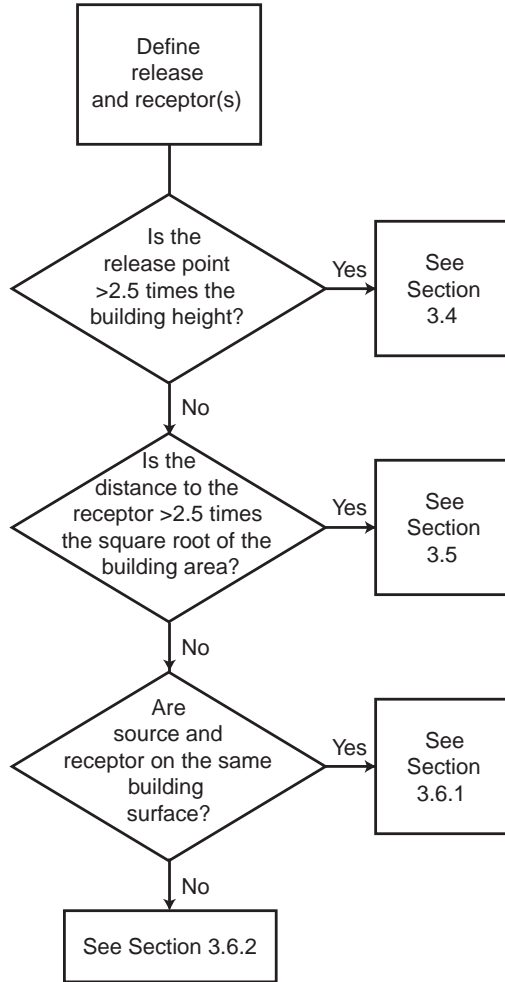 Define
release
and receptor(s)
Is the
release point
>2.5 times the
building height?
Yes
See
Section
3.4
No
Is the
distance to the
receptor >2.5 times
the square root of the
building area?
Yes
See
Section
3.5
No
Are
source and
receptor on the same
building
surface?
Yes
See
Section
3.6.1
No
See Section 3.6.2